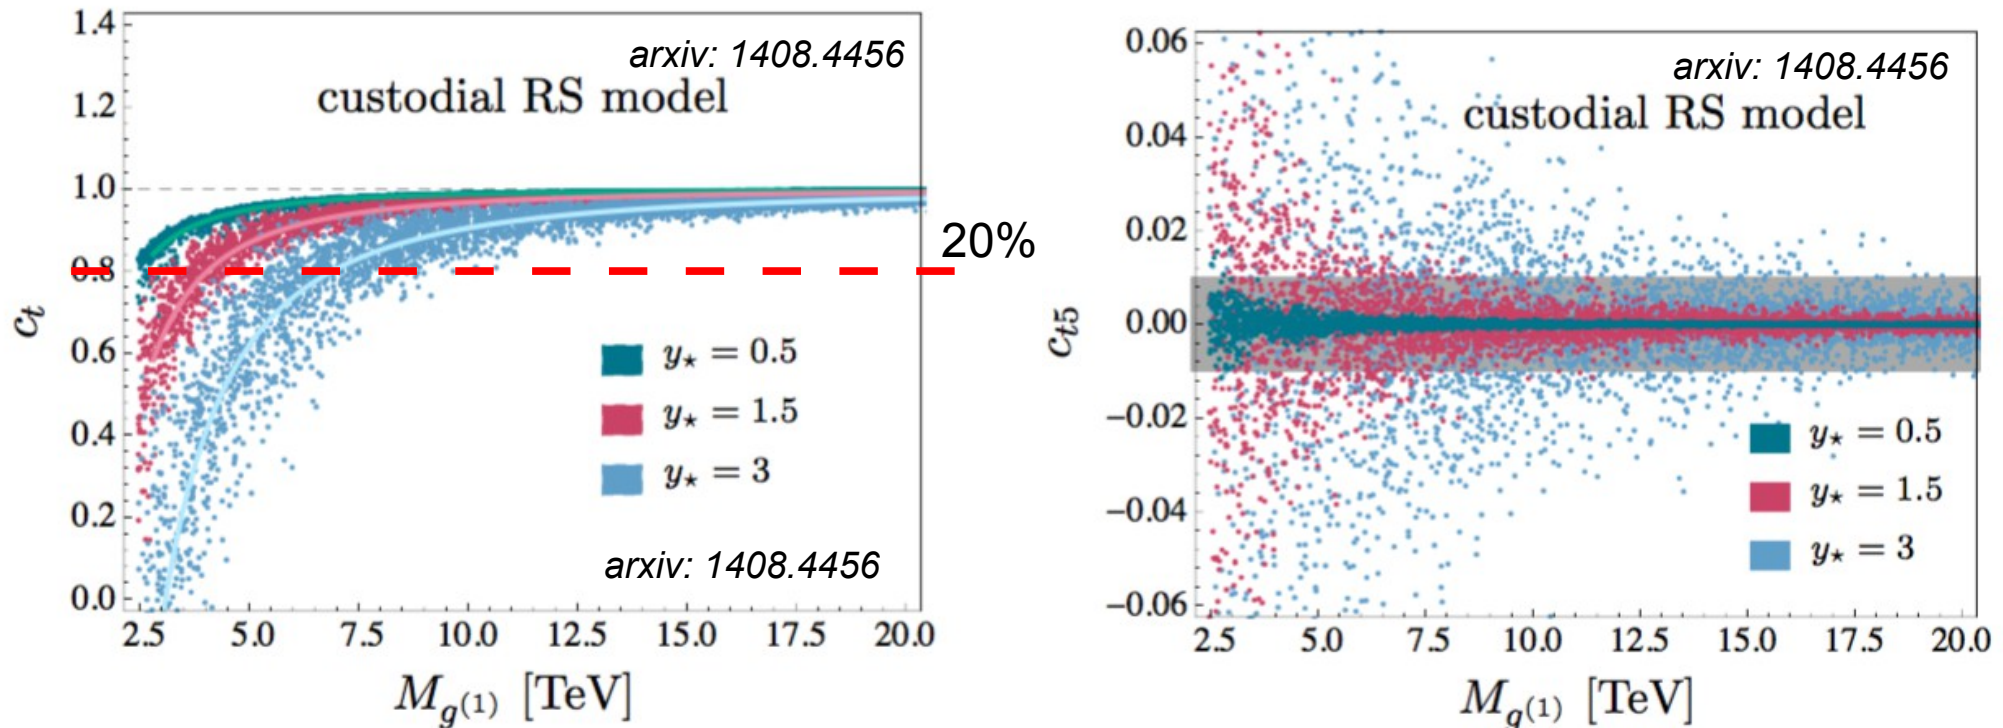 arxiv: 1408.4456
custodial RS model
1.4
1.2
1.0
0.8
0.6
0.4
0.2
0.0
c_t
20%
y⋆ = 0.5
y⋆ = 1.5
y⋆ = 3
arxiv: 1408.4456
2.5 5.0 7.5 10.0 12.5 15.0 17.5 20.0
M_g(1) [TeV]
arxiv: 1408.4456
custodial RS model
0.06
0.04
0.02
0.00
−0.02
−0.04
−0.06
c_t5
y⋆ = 0.5
y⋆ = 1.5
y⋆ = 3
2.5 5.0 7.5 10.0 12.5 15.0 17.5 20.0
M_g(1) [TeV]